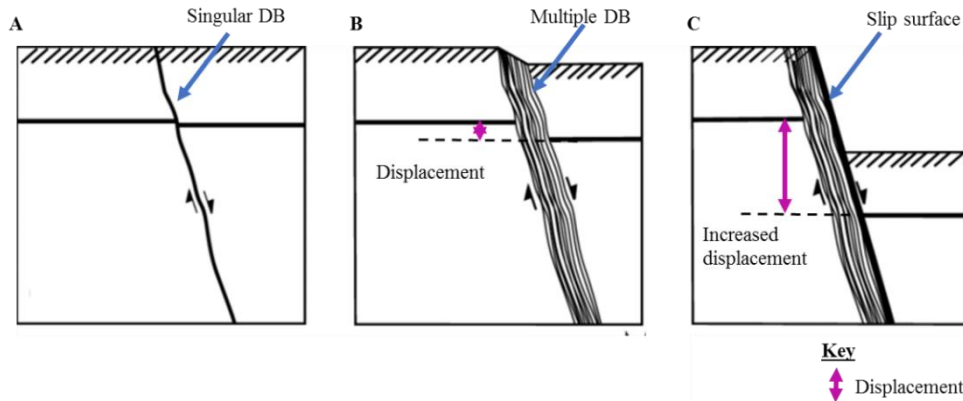 A
Singular DB
B
Multiple DB
C
Slip surface
Displacement
Increased
displacement
Key
Displacement